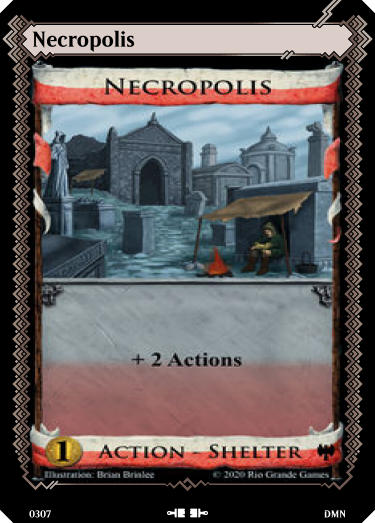 Necropolis
NECROPOLIS
+ 2 Actions
1 ACTION - SHELTER
Illustration: Brian Brinlee © 2020 Rio Grande Games
0307 DMN